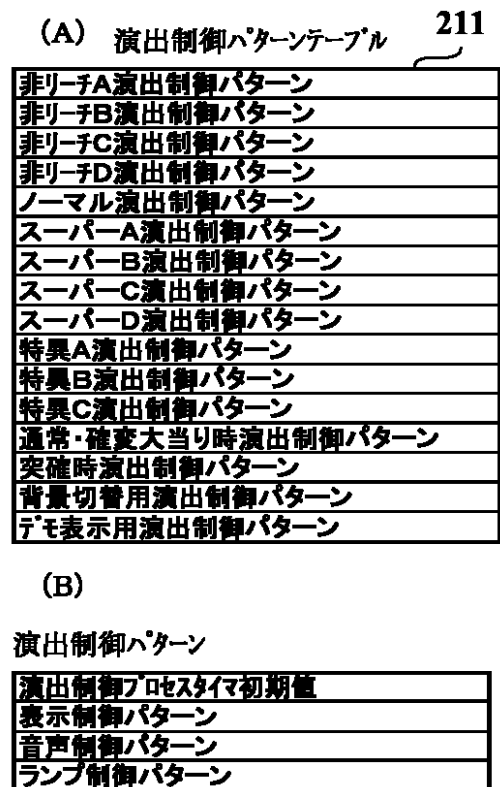 (A) 演出制御パターンテーブル 211
非リーチA演出制御パターン
非リーチB演出制御パターン
非リーチC演出制御パターン
非リーチD演出制御パターン
ノーマル演出制御パターン
スーパーA演出制御パターン
スーパーB演出制御パターン
スーパーC演出制御パターン
スーパーD演出制御パターン
特異A演出制御パターン
特異B演出制御パターン
特異C演出制御パターン
通常・確変大当り時演出制御パターン
突確時演出制御パターン
背景切替用演出制御パターン
デモ表示用演出制御パターン
(B)
演出制御パターン
演出制御プロセスタイマ初期値
表示制御パターン
音声制御パターン
ランプ制御パターン